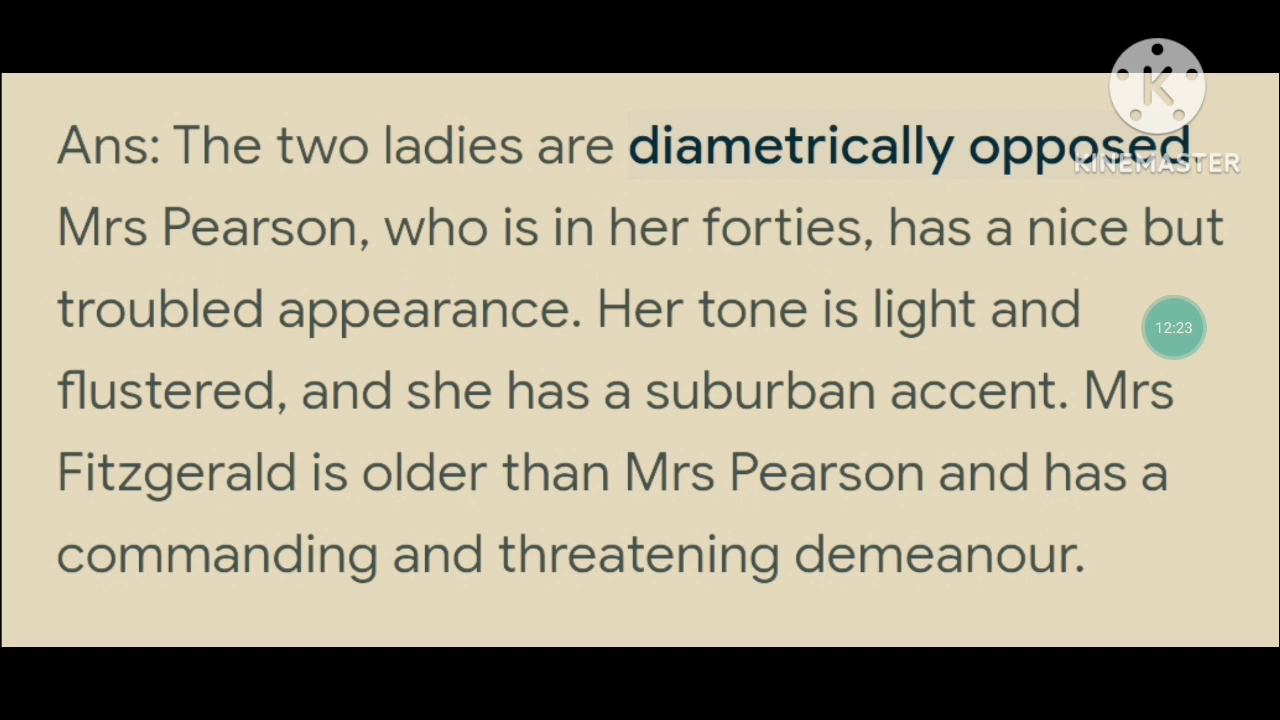 Ans: The two ladies are diametrically opposed.
Mrs Pearson, who is in her forties, has a nice but
troubled appearance. Her tone is light and
flustered, and she has a suburban accent. Mrs
Fitzgerald is older than Mrs Pearson and has a
commanding and threatening demeanour.
K
KINEMASTER
12:23